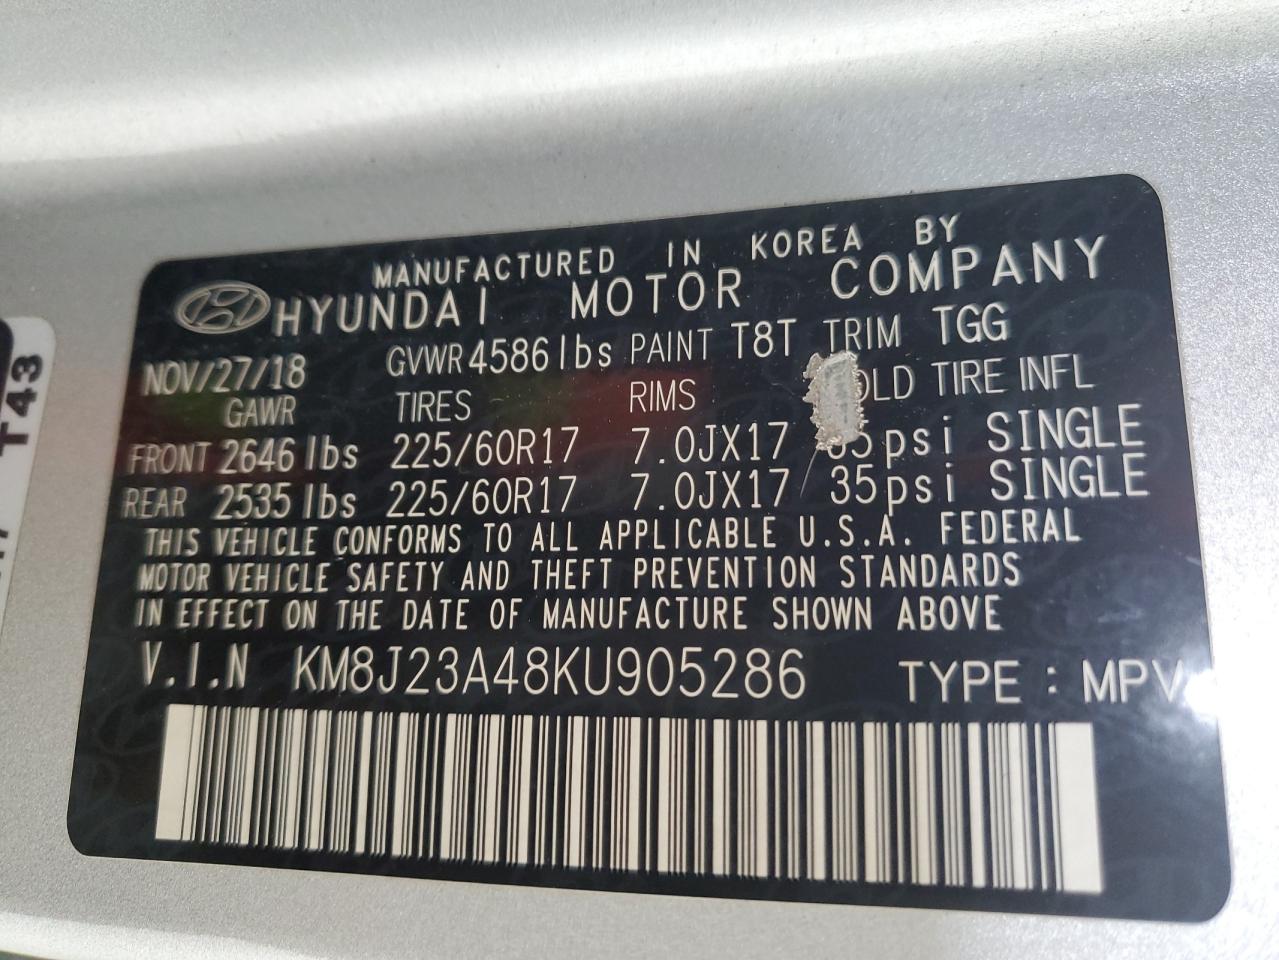 MANUFACTURED IN KOREA BY
HYUNDAI MOTOR COMPANY
NOV/27/18 GVWR 4586 lbs PAINT T8T TRIM TGG
GAWR TIRES RIMS TIRE INFL
FRONT 2646 lbs 225/60R17 7.0JX17 psi SINGLE
REAR 2535 lbs 225/60R17 7.0JX17 35psi SINGLE
THIS VEHICLE CONFORMS TO ALL APPLICABLE U.S.A. FEDERAL
MOTOR VEHICLE SAFETY AND THEFT PREVENTION STANDARDS
IN EFFECT ON THE DATE OF MANUFACTURE SHOWN ABOVE
V.I.N KM8J23A48KU905286 TYPE : MPV
T43